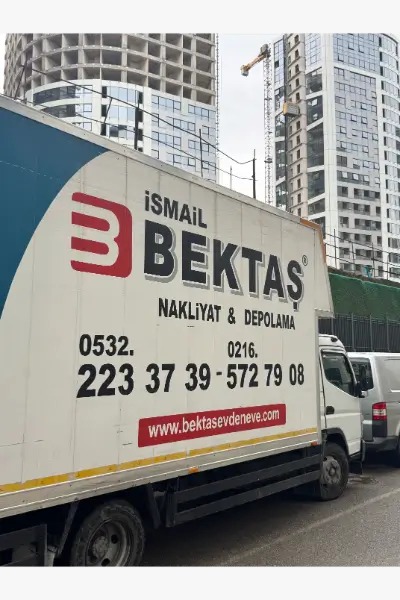 İSMAİL
BEKTAŞ®
NAKLİYAT & DEPOLAMA
0532. 0216.
223 37 39 - 572 79 08
www.bektasevdeneve.com